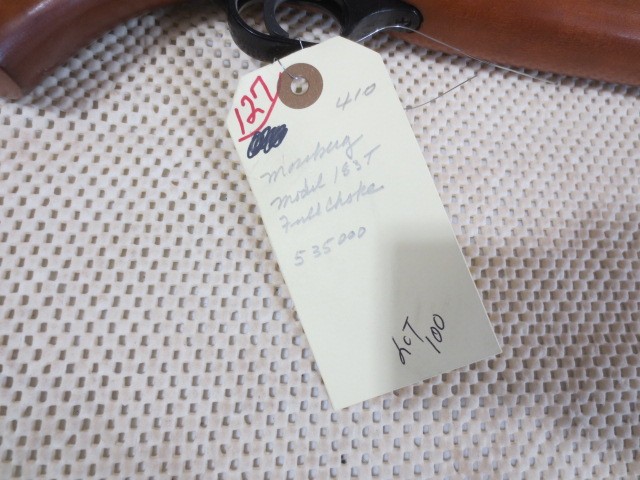 127
410
Mossberg
Model 183T
Full Choke
535000
LOT
100